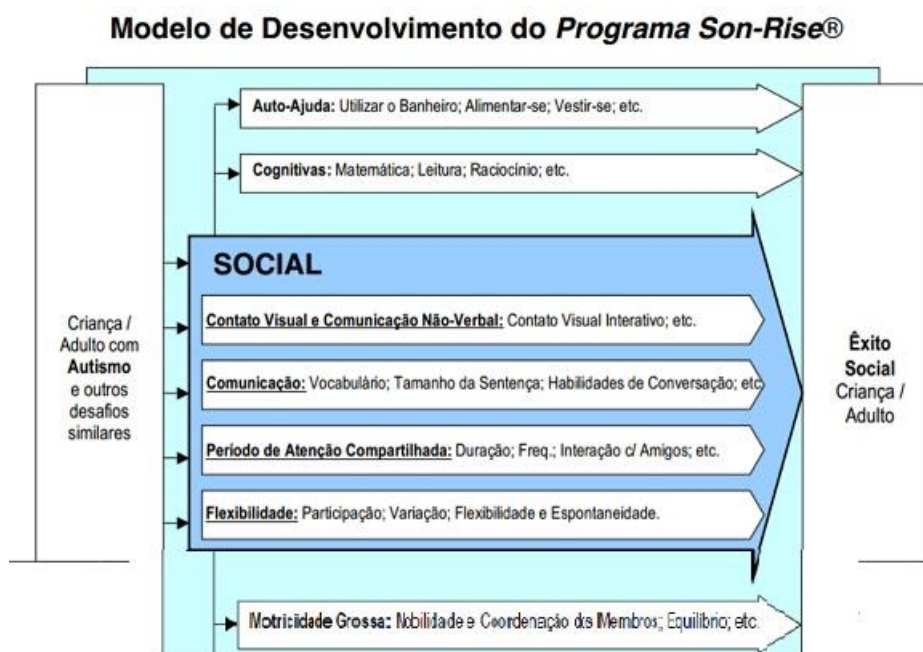 Modelo de Desenvolvimento do Programa Son-Rise®
Auto-Ajuda: Utilizar o Banheiro; Alimentar-se; Vestir-se; etc.
Cognitivas: Matemática; Leitura; Raciocínio; etc.
SOCIAL
Contato Visual e Comunicação Não-Verbal: Contato Visual Interativo; etc.
Comunicação: Vocabulário; Tamanho da Sentença; Habilidades de Conversação; etc
Período de Atenção Compartilhada: Duração; Freq.; Interação c/ Amigos; etc.
Flexibilidade: Participação; Variação; Flexibilidade e Espontaneidade.
Motricidade Grossa: Nobilidade e Coordenação dos Membros; Equilíbrio; etc.
Criança /
Adulto com
Autismo
e outros
desafios
similares
Êxito
Social
Criança /
Adulto